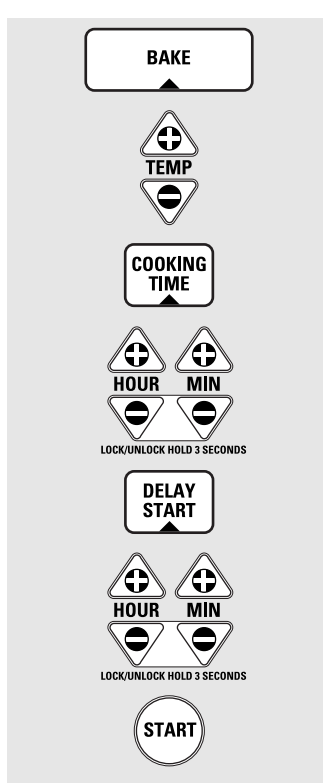 BAKE
TEMP
COOKING
TIME
HOUR MIN
LOCK/UNLOCK HOLD 3 SECONDS
DELAY
START
HOUR MIN
LOCK/UNLOCK HOLD 3 SECONDS
START